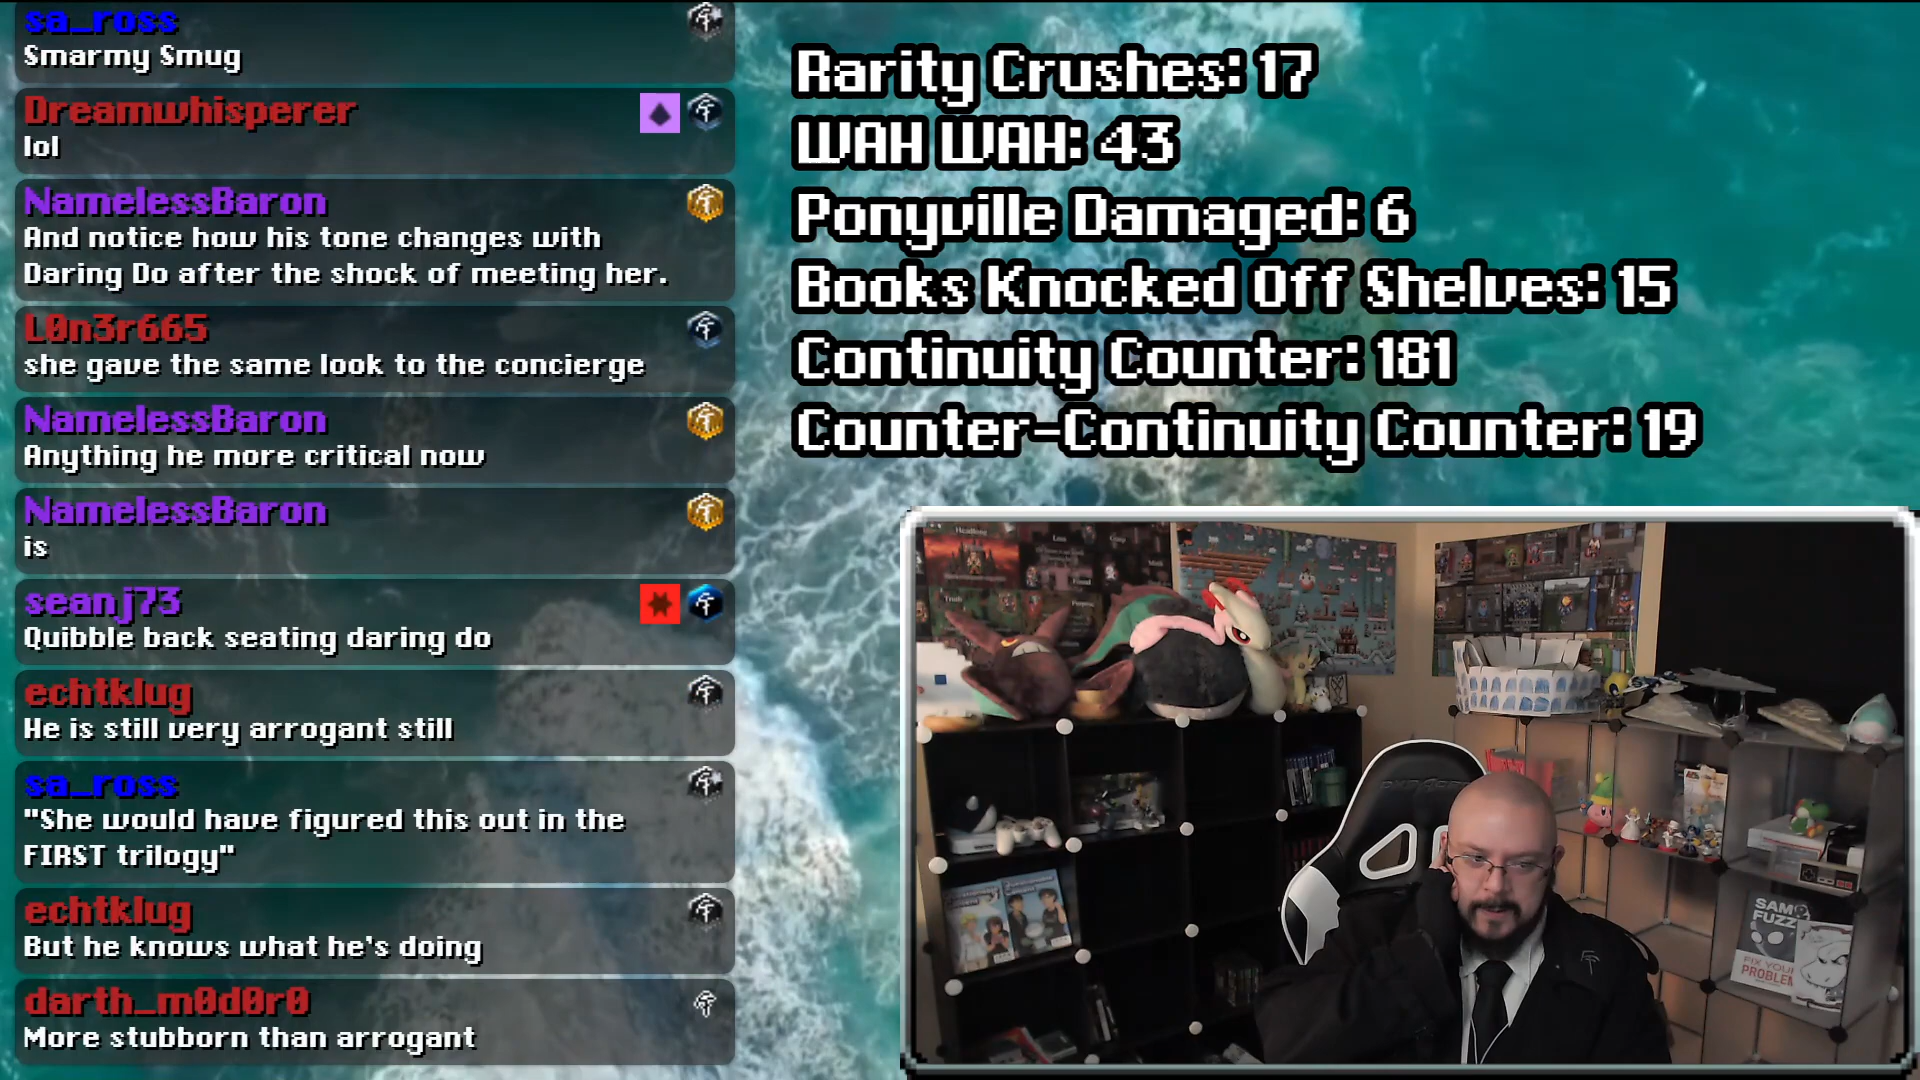 sa_ross
Smarmy Smug
Dreamwhisperer
lol
NamelessBaron
And notice how his tone changes with
Daring Do after the shock of meeting her.
L0n3r665
she gave the same look to the concierge
NamelessBaron
Anything he more critical now
NamelessBaron
is
seanj73
Quibble back seating daring do
echtklug
He is still very arrogant still
sa_ross
"She would have figured this out in the
FIRST trilogy"
echtklug
But he knows what he's doing
darth_m0d0r0
More stubborn than arrogant
Rarity Crushes: 17
WAH WAH: 43
Ponyville Damaged: 6
Books Knocked Off Shelves: 15
Continuity Counter: 181
Counter-Continuity Counter: 19
SAM
FUZZ
FIX YOUR
PROBLEM